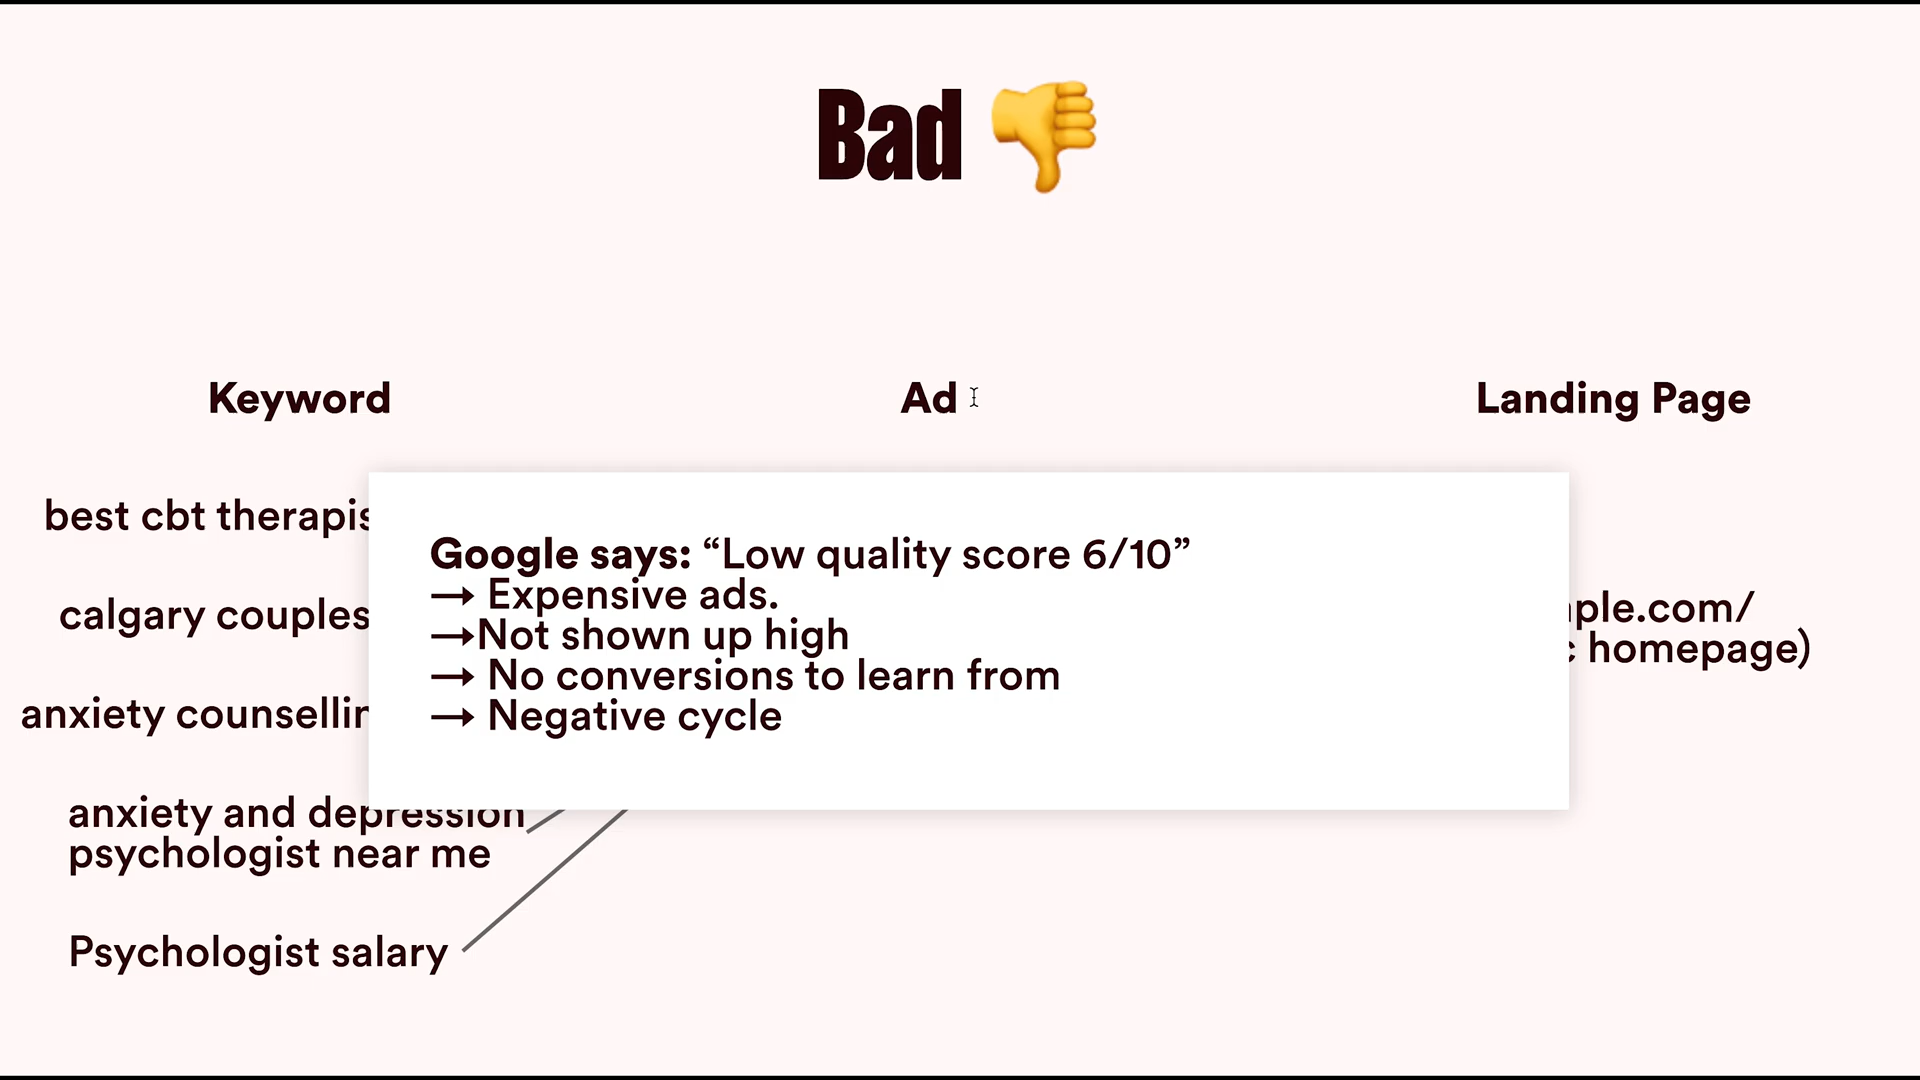 Bad
Keyword
Ad
Landing Page
best cbt
calgary couples
anxiety
Google says: “Low quality score 6/10”
→ Expensive ads.
→Not shown up high
→ No conversions to learn from
→ Negative cycle
homepage)
anxiety and depression
psychologist near me
Psychologist salary